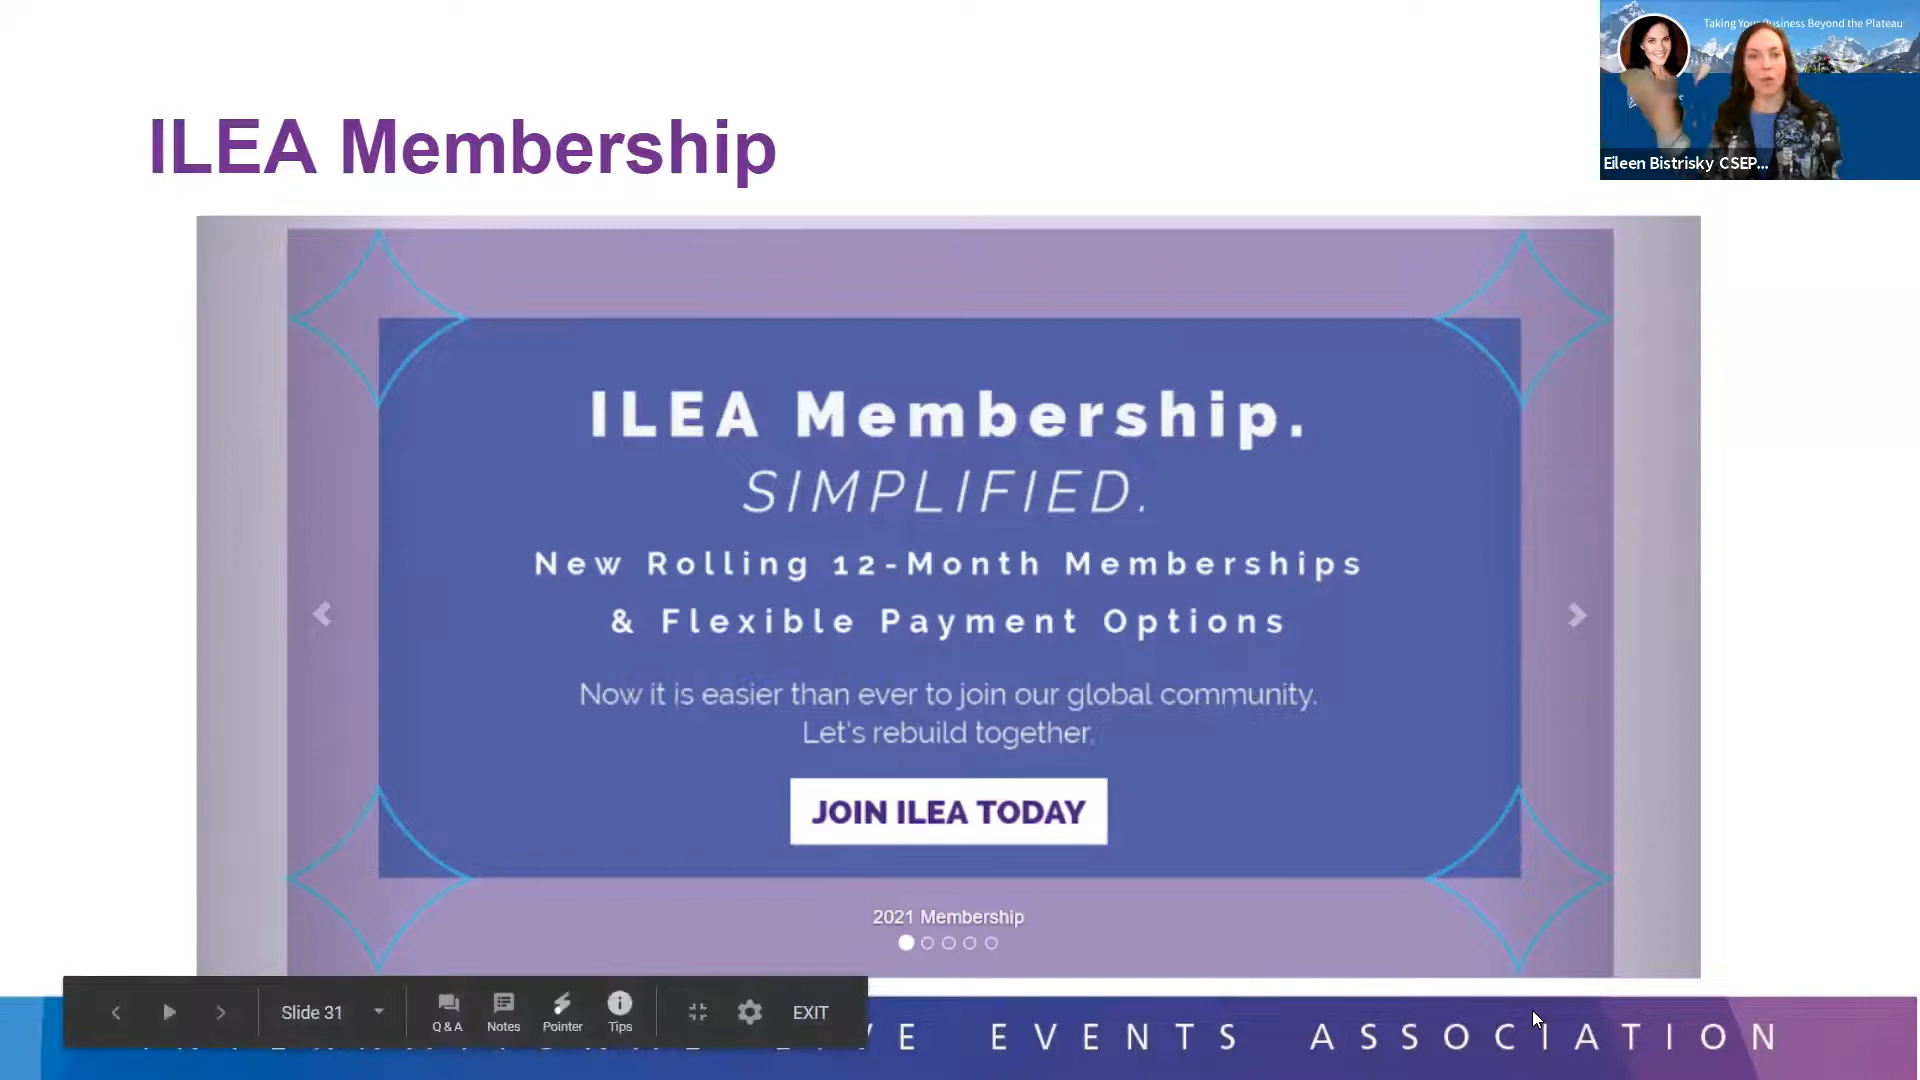 Taking Your Business Beyond the Plateau
Eileen Bistrisky CSEP...
ILEA Membership
ILEA Membership.
SIMPLIFIED.
New Rolling 12-Month Memberships
& Flexible Payment Options
Now it is easier than ever to join our global community.
Let's rebuild together.
JOIN ILEA TODAY
2021 Membership
Slide 31
Q & A
Notes
Pointer
Tips
EXIT
EVENTS ASSOCIATION